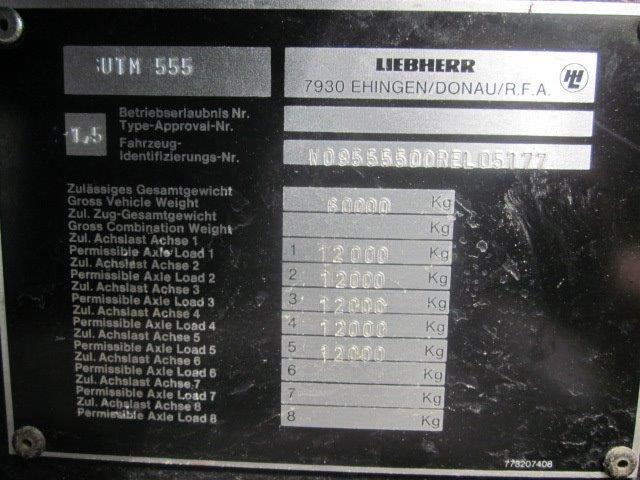 GUTM 555
LIEBHERR
7930 EHINGEN/DONAU/R.F.A.
Betriebserlaubnis Nr.
Type-Approval-Nr.
1,5
Fahrzeug-
Identifizierungs-Nr.
W09555500REL05177
Zulässiges Gesamtgewicht
Gross Vehicle Weight 60000 Kg
Zul. Zug-Gesamtgewicht
Gross Combination Weight Kg
Zul. Achslast Achse 1
Permissible Axle Load 1 1 12000 Kg
Zul. Achslast Achse 2
Permissible Axle Load 2 2 12000 Kg
Zul. Achslast Achse 3
Permissible Axle Load 3 3 12000 Kg
Zul. Achslast Achse 4
Permissible Axle Load 4 4 12000 Kg
Zul. Achslast Achse 5
Permissible Axle Load 5 5 12000 Kg
Zul. Achslast Achse 6
Permissible Axle Load 6 6 Kg
Zul. Achslast Achse 7
Permissible Axle Load 7 7 Kg
Zul. Achslast Achse 8
Permissible Axle Load 8 8 Kg
773207408